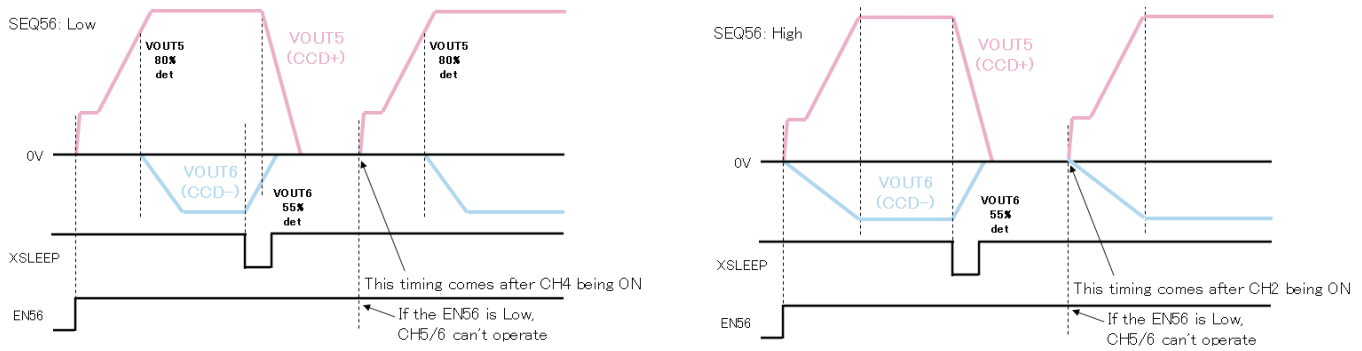 SEQ56: Low
VOUT5
80%
det
VOUT5
(CCD+)
VOUT5
80%
det
0V
VOUT6
(CCD−)
VOUT6
55%
det
XSLEEP
This timing comes after CH4 being ON
EN56
If the EN56 is Low,
CH5/6 can't operate
SEQ56: High
VOUT5
(CCD+)
0V
VOUT6
(CCD−)
VOUT6
55%
det
XSLEEP
This timing comes after CH2 being ON
EN56
If the EN56 is Low,
CH5/6 can't operate